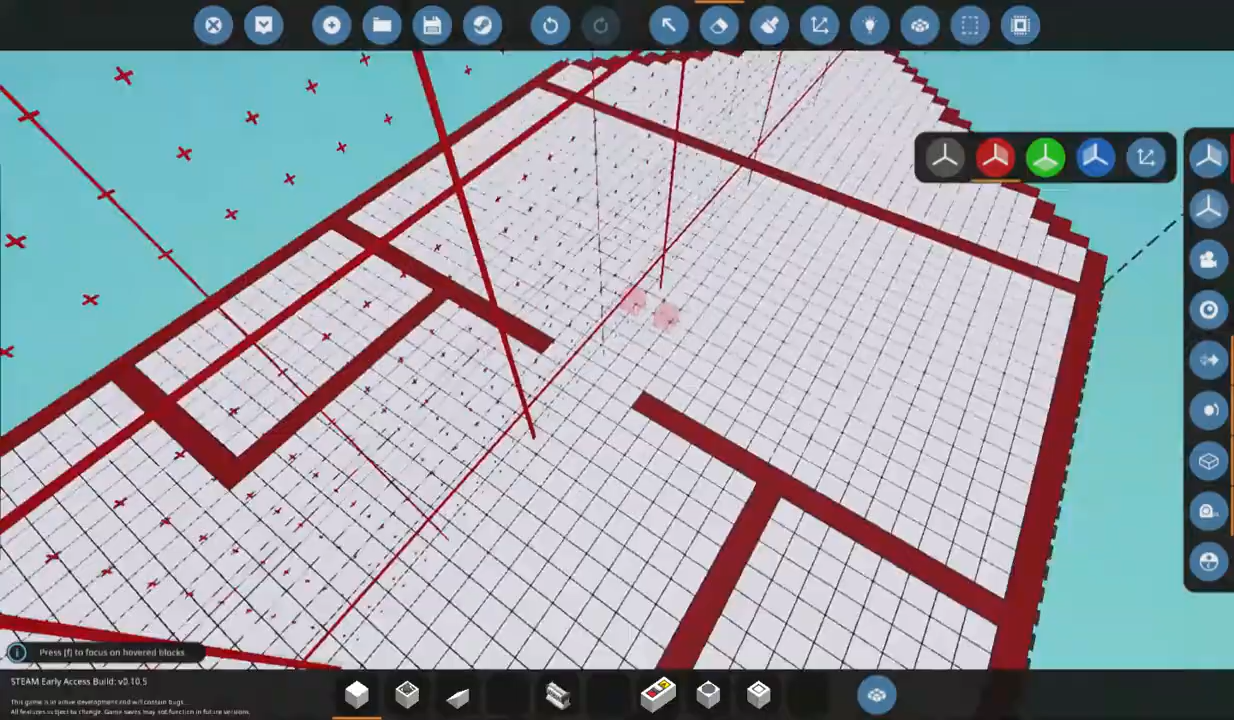 Press [f] to focus on hovered blocks
STEAM Early Access Build: v0.10.5
This game is in active development and will contain bugs.
All features subject to change. Game saves may not function in future versions.